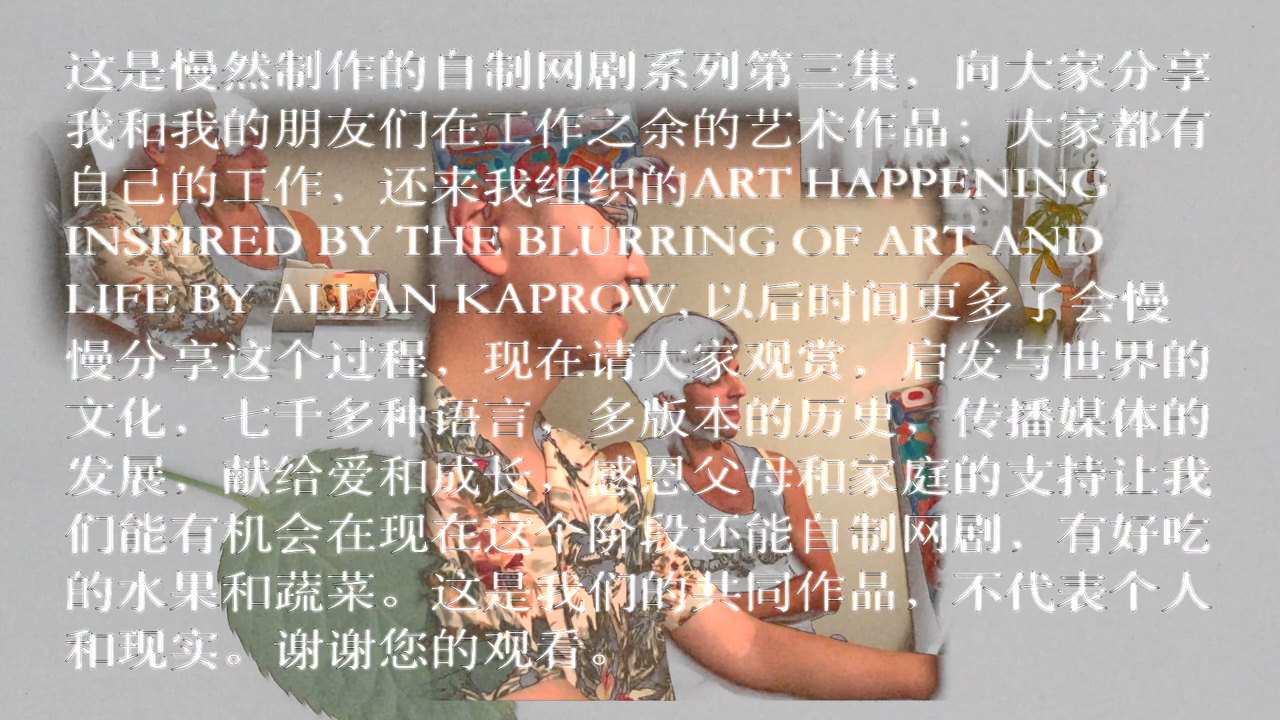 这是慢然制作的自制网剧系列第三集，向大家分享
我和我的朋友们在工作之余的艺术作品；大家都有
自己的工作，还来我组织的ART HAPPENING
INSPIRED BY THE BLURRING OF ART AND
LIFE BY ALLAN KAPROW, 以后时间更多了会慢
慢分享这个过程，现在请大家观赏，启发与世界的
文化，七千多种语言，多版本的历史，传播媒体的
发展，献给爱和成长，感恩父母和家庭的支持让我
们能有机会在现在这个阶段还能自制网剧，有好吃
的水果和蔬菜。这是我们的共同作品，不代表个人
和现实。谢谢您的观看。